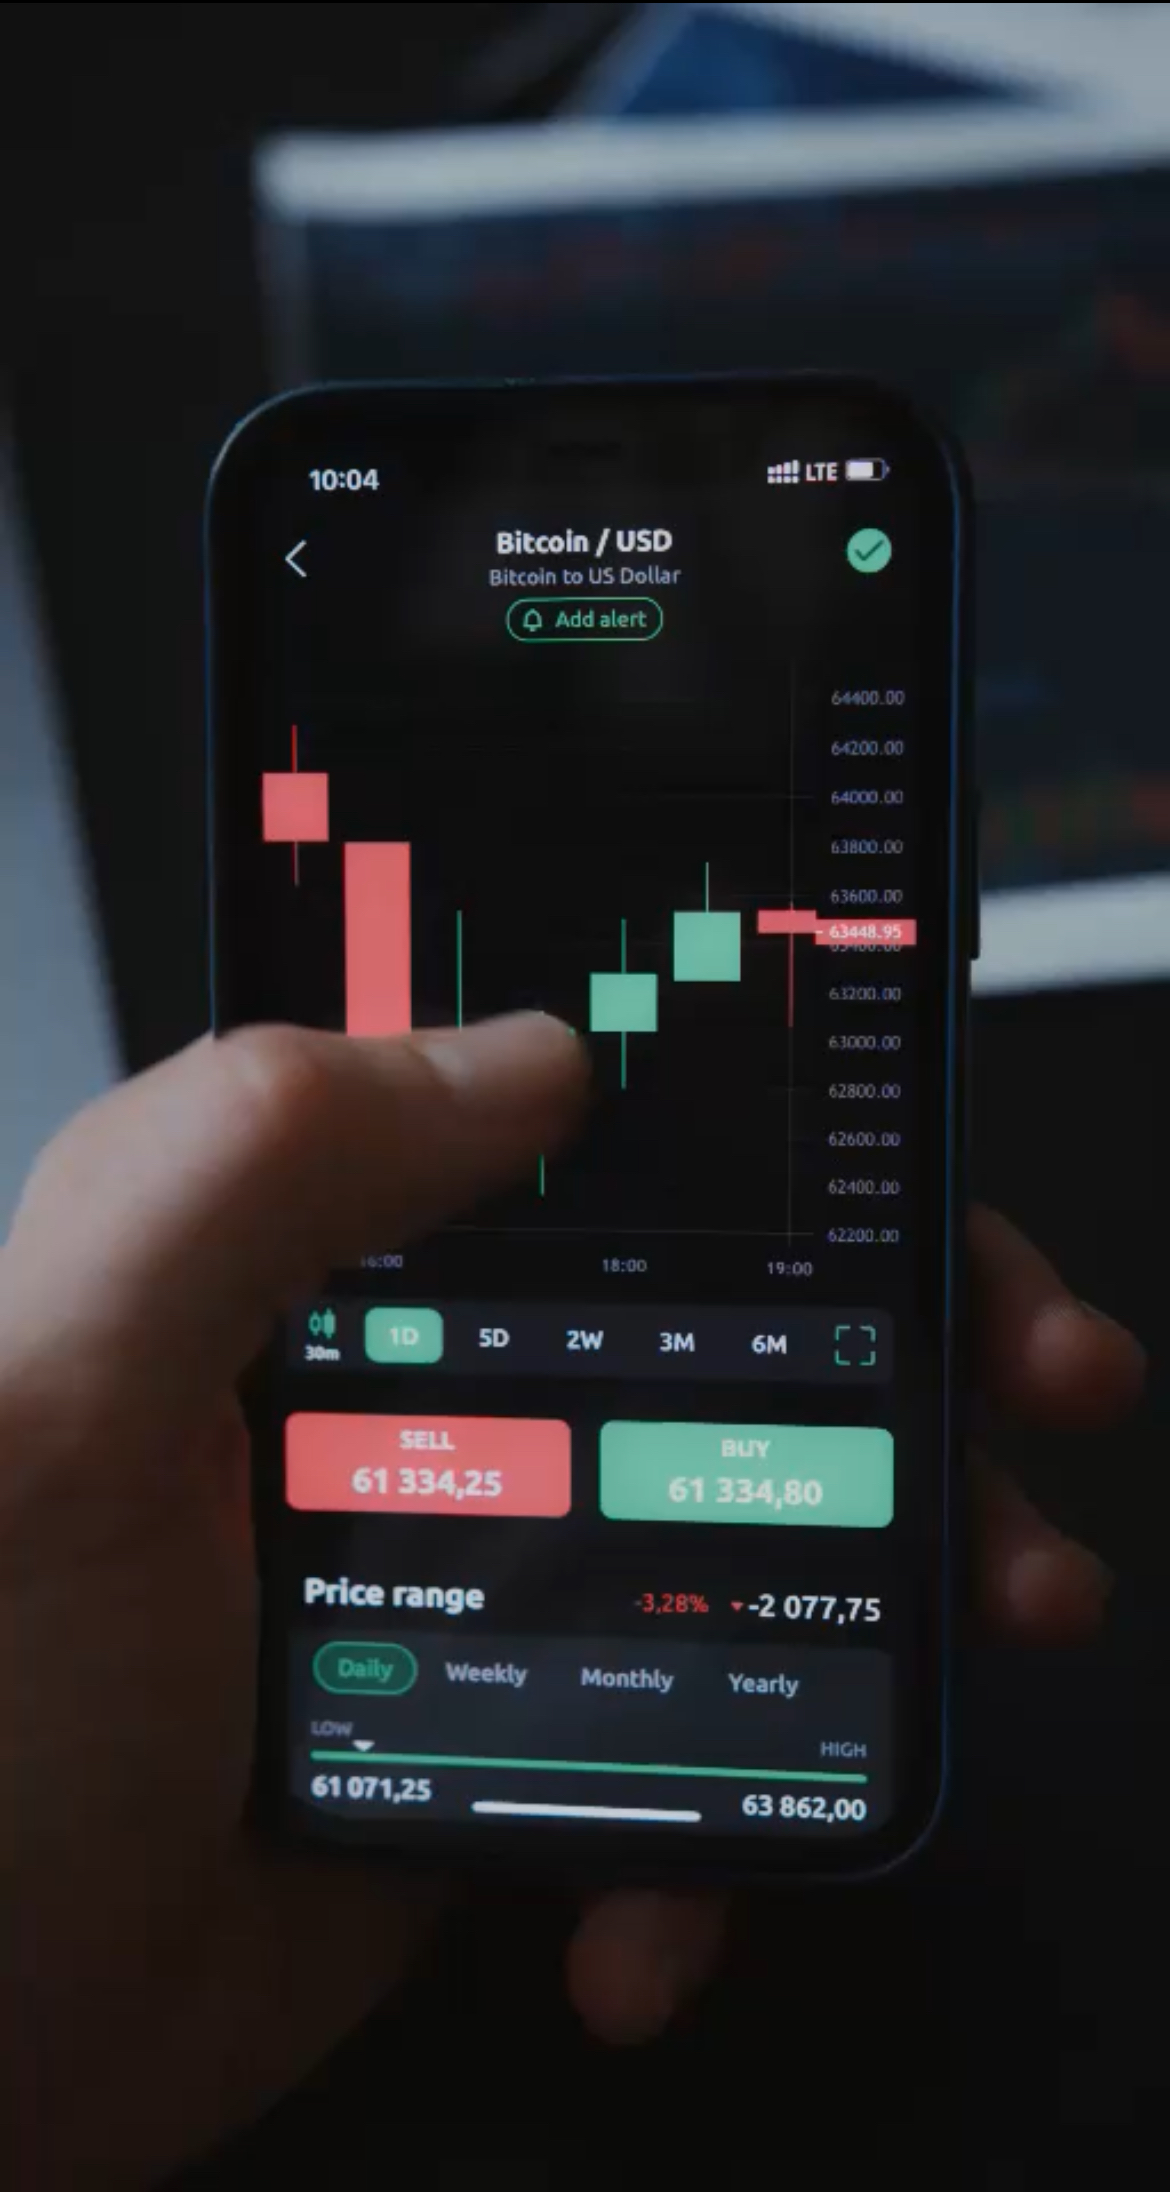 10:04 LTE
Bitcoin / USD
Bitcoin to US Dollar
Add alert
64400.00
64200.00
64000.00
63800.00
63600.00
63448.95
63200.00
63000.00
62800.00
62600.00
62400.00
62200.00
16:00 18:00 19:00
30m 1D 5D 2W 3M 6M
SELL BUY
61 334,25 61 334,80
Price range -3,28% -2 077,75
Daily Weekly Monthly Yearly
LOW HIGH
61 071,25 63 862,00